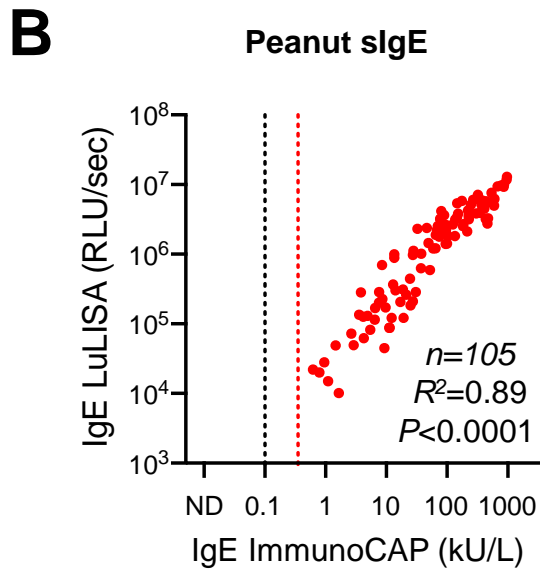 B
Peanut sIgE
IgE LuLISA (RLU/sec)
10⁸
10⁷
10⁶
10⁵
10⁴
10³
n=105
R²=0.89
P<0.0001
ND 0.1 1 10 100 1000
IgE ImmunoCAP (kU/L)